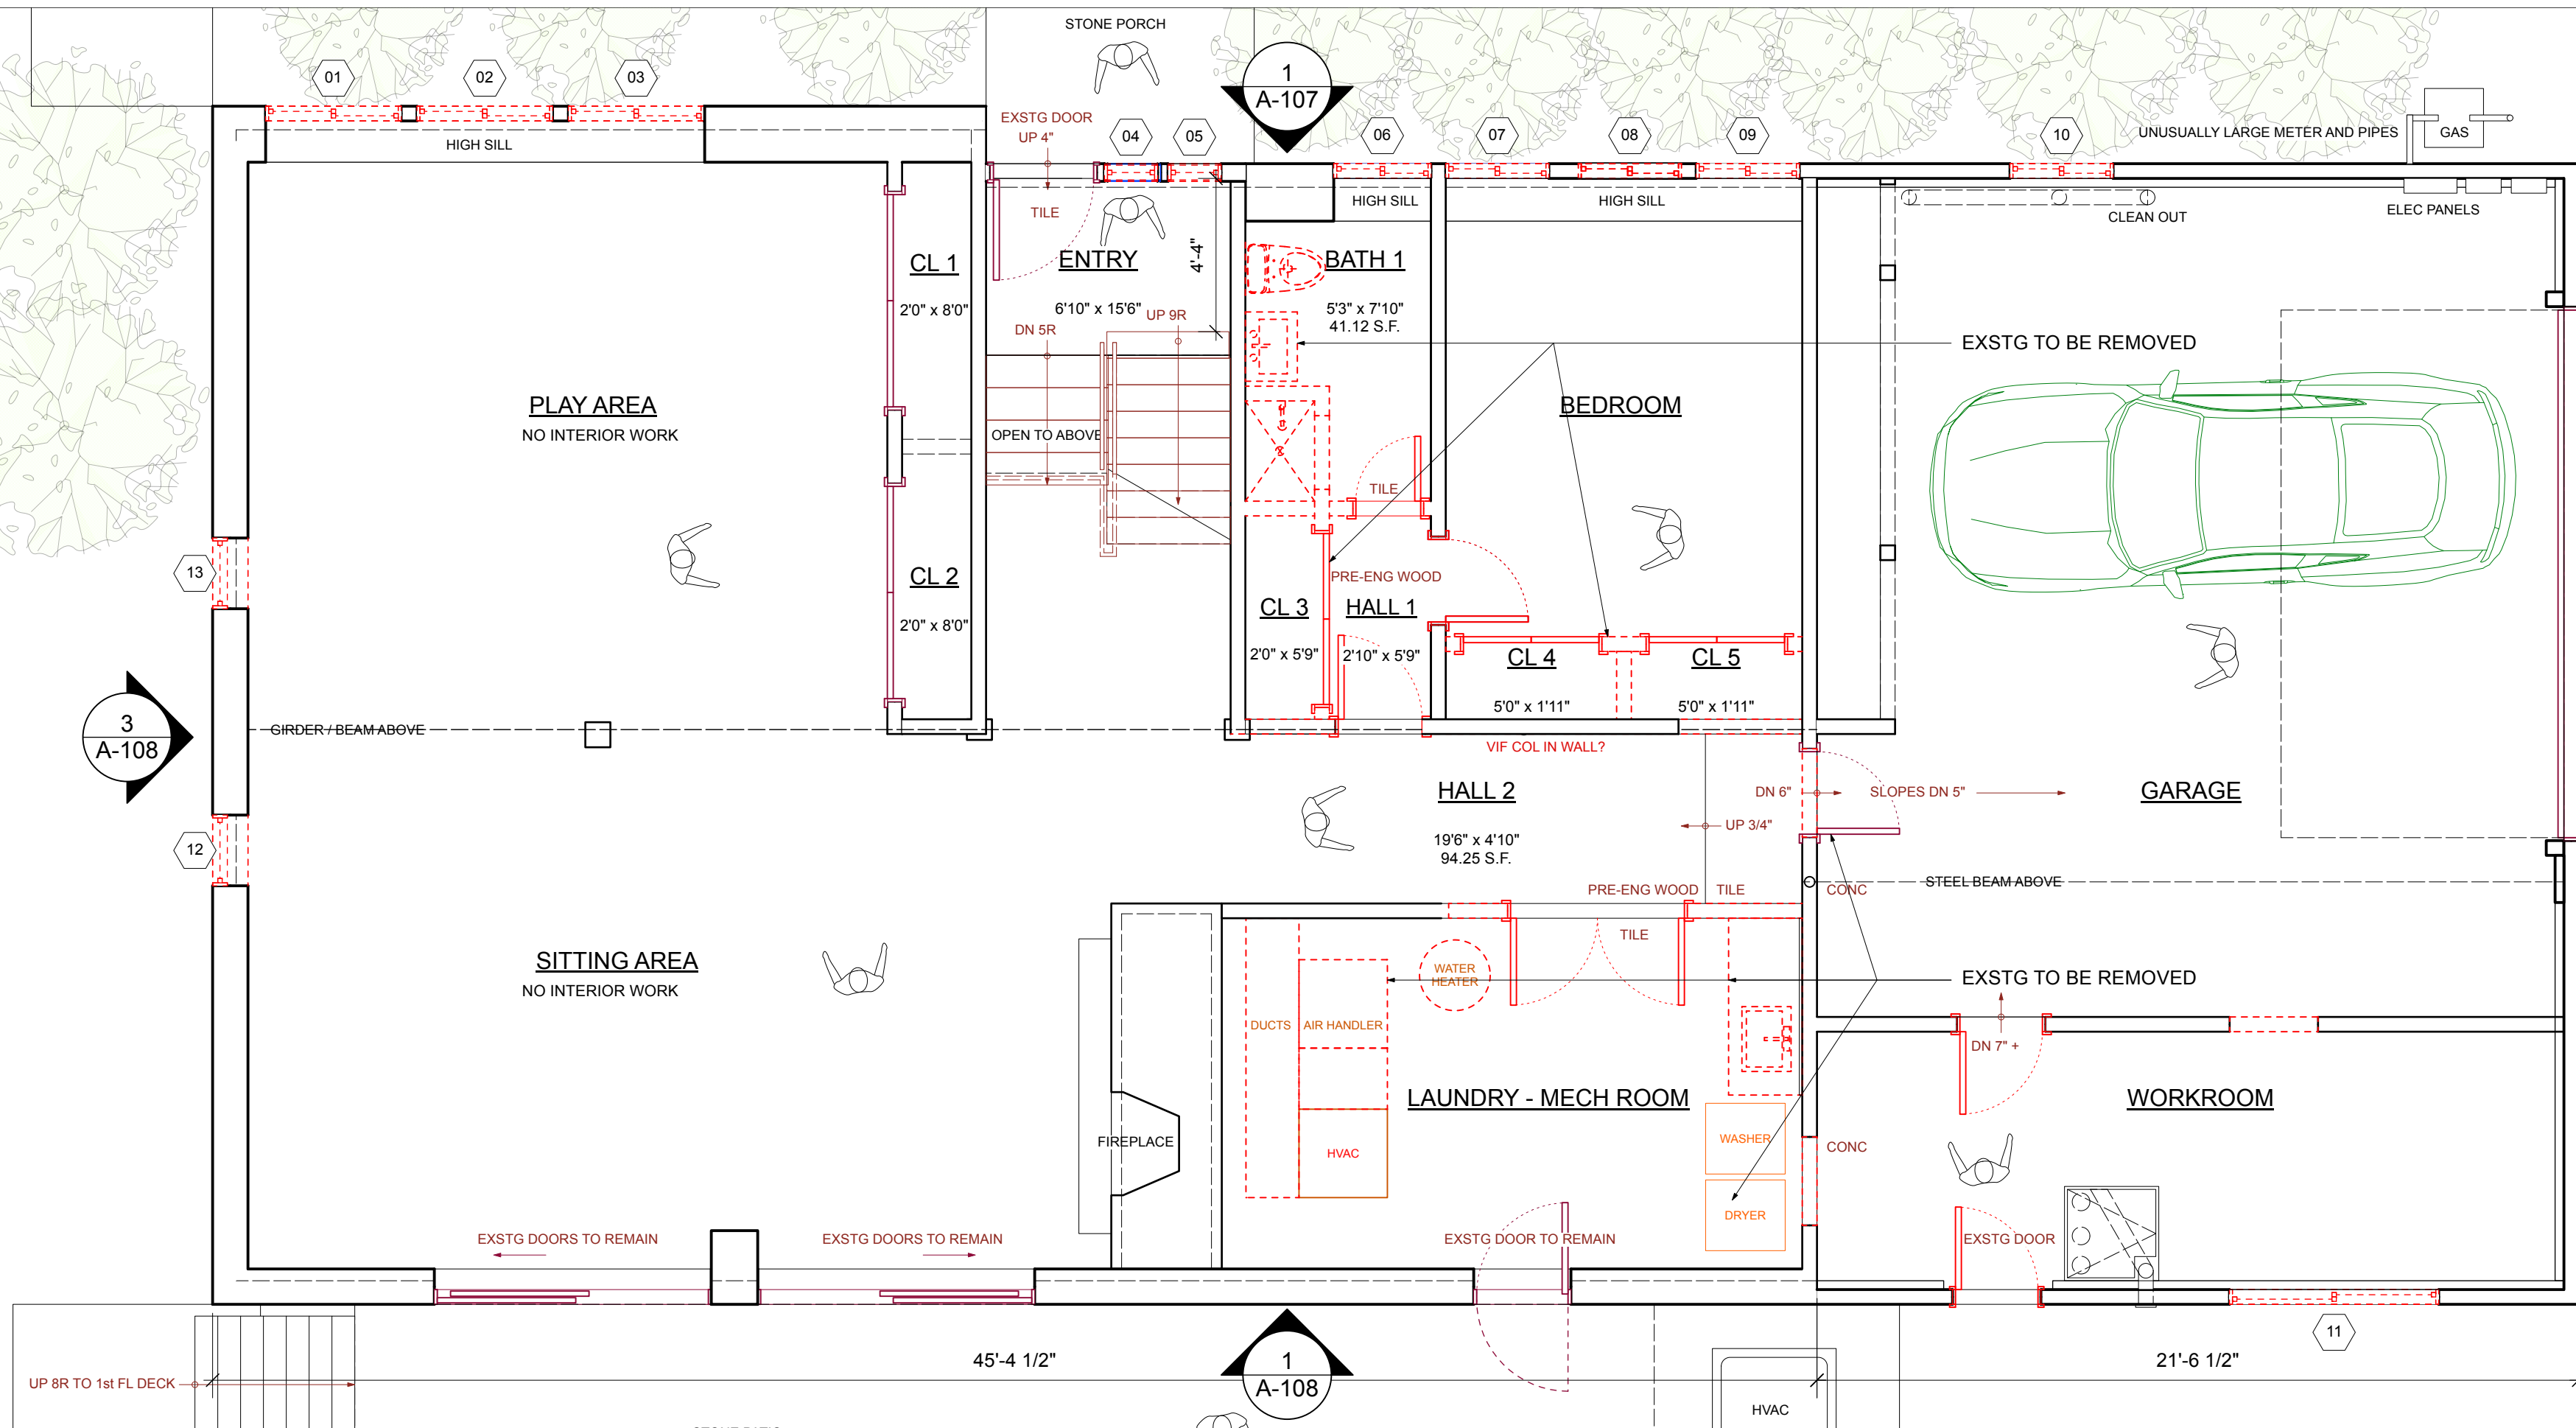 STONE PORCH
01
02
03
1
A-107
EXSTG DOOR
UP 4"
04
05
06
07
08
09
10
UNUSUALLY LARGE METER AND PIPES
GAS
HIGH SILL
HIGH SILL
HIGH SILL
TILE
CLEAN OUT
ELEC PANELS
CL 1
2'0" x 8'0"
ENTRY
4'-4"
6'10" x 15'6"
DN 5R
UP 9R
BATH 1
5'3" x 7'10"
41.12 S.F.
EXSTG TO BE REMOVED
PLAY AREA
NO INTERIOR WORK
OPEN TO ABOVE
BEDROOM
TILE
13
CL 2
2'0" x 8'0"
PRE-ENG WOOD
CL 3
2'0" x 5'9"
HALL 1
2'10" x 5'9"
CL 4
5'0" x 1'11"
CL 5
5'0" x 1'11"
3
A-108
GIRDER / BEAM ABOVE
VIF COL IN WALL?
HALL 2
19'6" x 4'10"
94.25 S.F.
DN 6"
SLOPES DN 5"
GARAGE
UP 3/4"
12
PRE-ENG WOOD
TILE
CONC
STEEL BEAM ABOVE
SITTING AREA
NO INTERIOR WORK
TILE
WATER
HEATER
EXSTG TO BE REMOVED
DUCTS
AIR HANDLER
DN 7" +
LAUNDRY - MECH ROOM
WORKROOM
FIREPLACE
HVAC
WASHER
CONC
DRYER
EXSTG DOORS TO REMAIN
EXSTG DOORS TO REMAIN
EXSTG DOOR TO REMAIN
EXSTG DOOR
11
45'-4 1/2"
1
A-108
21'-6 1/2"
UP 8R TO 1st FL DECK
HVAC